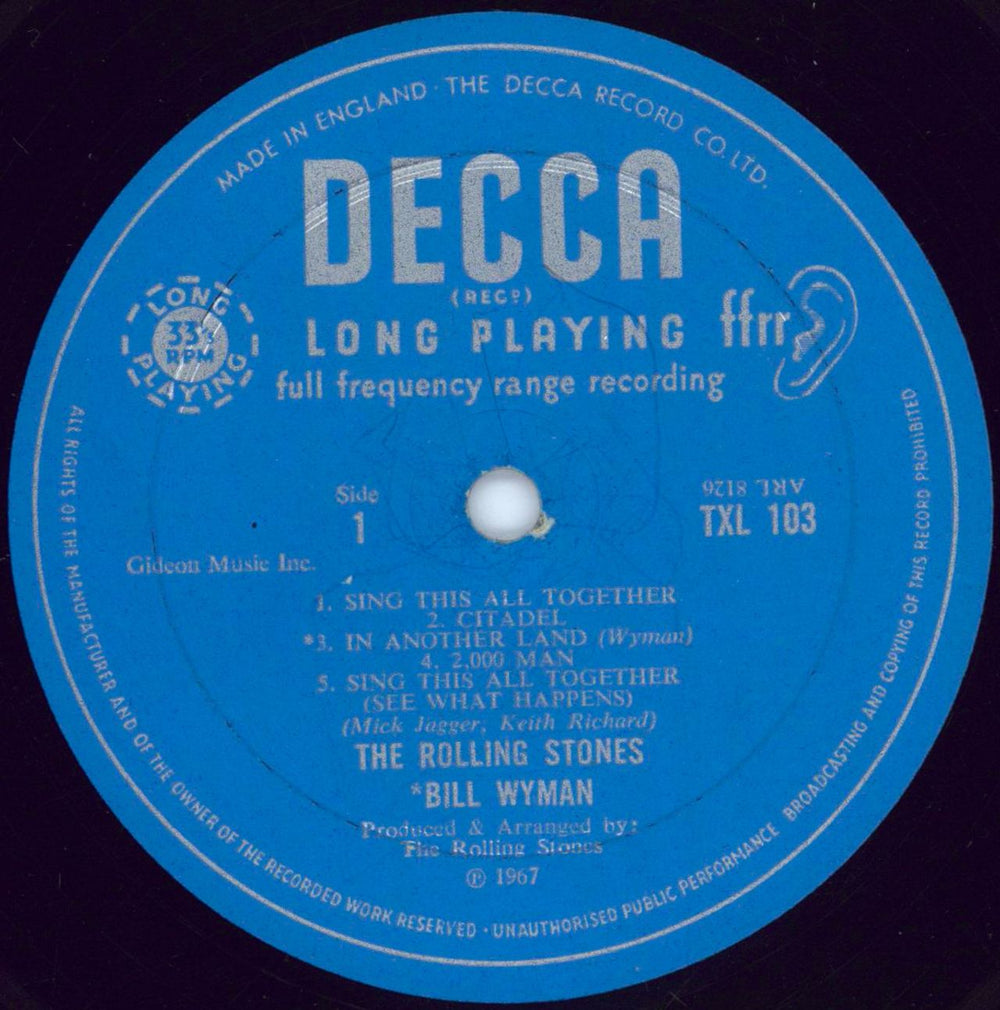 MADE IN ENGLAND · THE DECCA RECORD CO. LTD.
DECCA
(REGD)
LONG PLAYING
33⅓
RPM
LONG PLAYING
ffrr
full frequency range recording
Side
1
ARL 8126
TXL 103
Gideon Music Inc.
1. SING THIS ALL TOGETHER
2. CITADEL
*3. IN ANOTHER LAND (Wyman)
4. 2,000 MAN
5. SING THIS ALL TOGETHER
(SEE WHAT HAPPENS)
(Mick Jagger, Keith Richard)
THE ROLLING STONES
*BILL WYMAN
Produced & Arranged by:
The Rolling Stones
℗ 1967
ALL RIGHTS OF THE MANUFACTURER AND OF THE OWNER OF THE RECORDED WORK RESERVED · UNAUTHORISED PUBLIC PERFORMANCE BROADCASTING AND COPYING OF THIS RECORD PROHIBITED